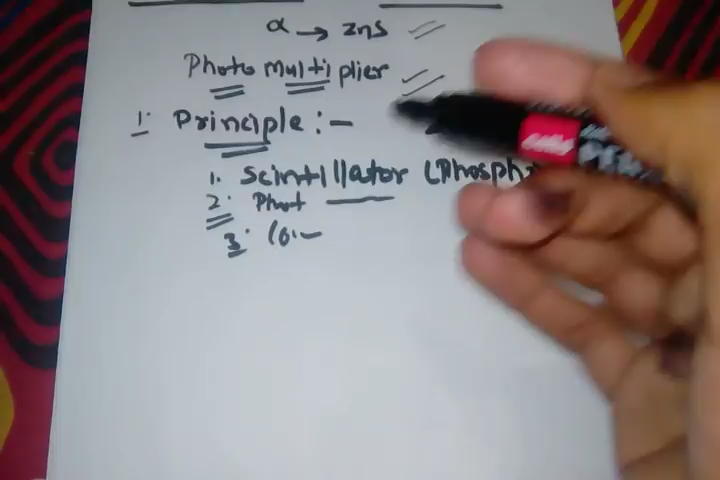 α → zns
Photo multiplier
1. Principle :-
1. Scintillator (Phosph
2. Phot
3.